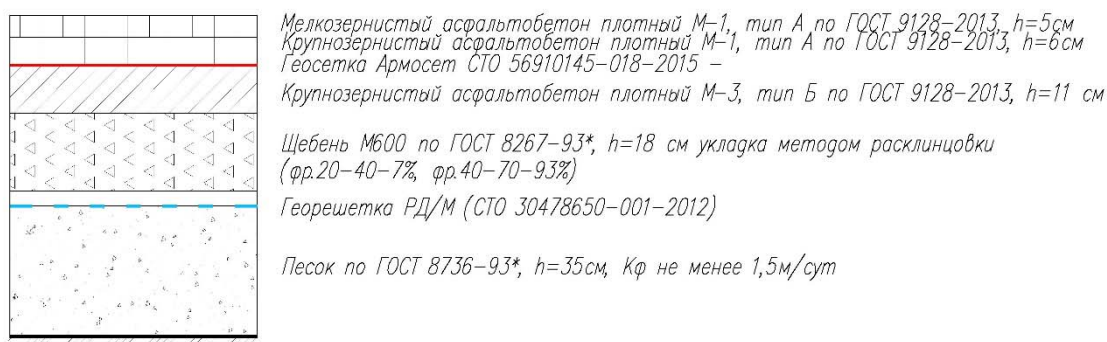 Мелкозернистый асфальтобетон плотный М-1, тип А по ГОСТ 9128-2013, h=5см
Крупнозернистый асфальтобетон плотный М-1, тип А по ГОСТ 9128-2013, h=6см
Геосетка Армосет СТО 56910145-018-2015 -
Крупнозернистый асфальтобетон плотный М-3, тип Б по ГОСТ 9128-2013, h=11 см
Щебень М600 по ГОСТ 8267-93*, h=18 см укладка методом расклинцовки
(фр.20-40-7%, фр.40-70-93%)
Георешетка РД/М (СТО 30478650-001-2012)
Песок по ГОСТ 8736-93*, h=35см, Кф не менее 1,5м/сут